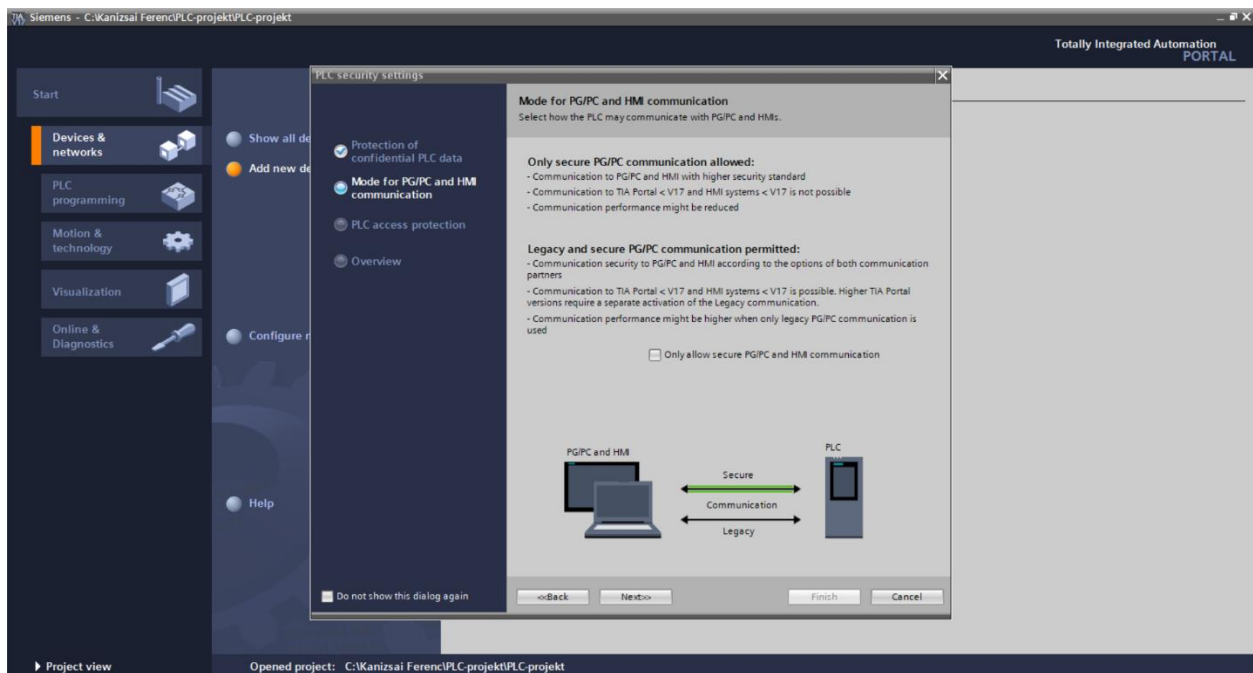 Siemens - C:\Kanizsai Ferenc\PLC-projekt\PLC-projekt
Totally Integrated Automation
PORTAL
Start
Devices &
networks
PLC
programming
Motion &
technology
Visualization
Online &
Diagnostics
Show all de
Add new de
Configure n
Help
PLC security settings
Protection of
confidential PLC data
Mode for PG/PC and HMI
communication
PLC access protection
Overview
Do not show this dialog again
Mode for PG/PC and HMI communication
Select how the PLC may communicate with PG/PC and HMIs.
Only secure PG/PC communication allowed:
- Communication to PG/PC and HMI with higher security standard
- Communication to TIA Portal < V17 and HMI systems < V17 is not possible
- Communication performance might be reduced
Legacy and secure PG/PC communication permitted:
- Communication security to PG/PC and HMI according to the options of both communication
partners
- Communication to TIA Portal < V17 and HMI systems < V17 is possible. Higher TIA Portal
versions require a separate activation of the Legacy communication.
- Communication performance might be higher when only legacy PG/PC communication is
used
Only allow secure PG/PC and HMI communication
PG/PC and HMI
PLC
Secure
Communication
Legacy
<<Back
Next>>
Finish
Cancel
Project view
Opened project: C:\Kanizsai Ferenc\PLC-projekt\PLC-projekt